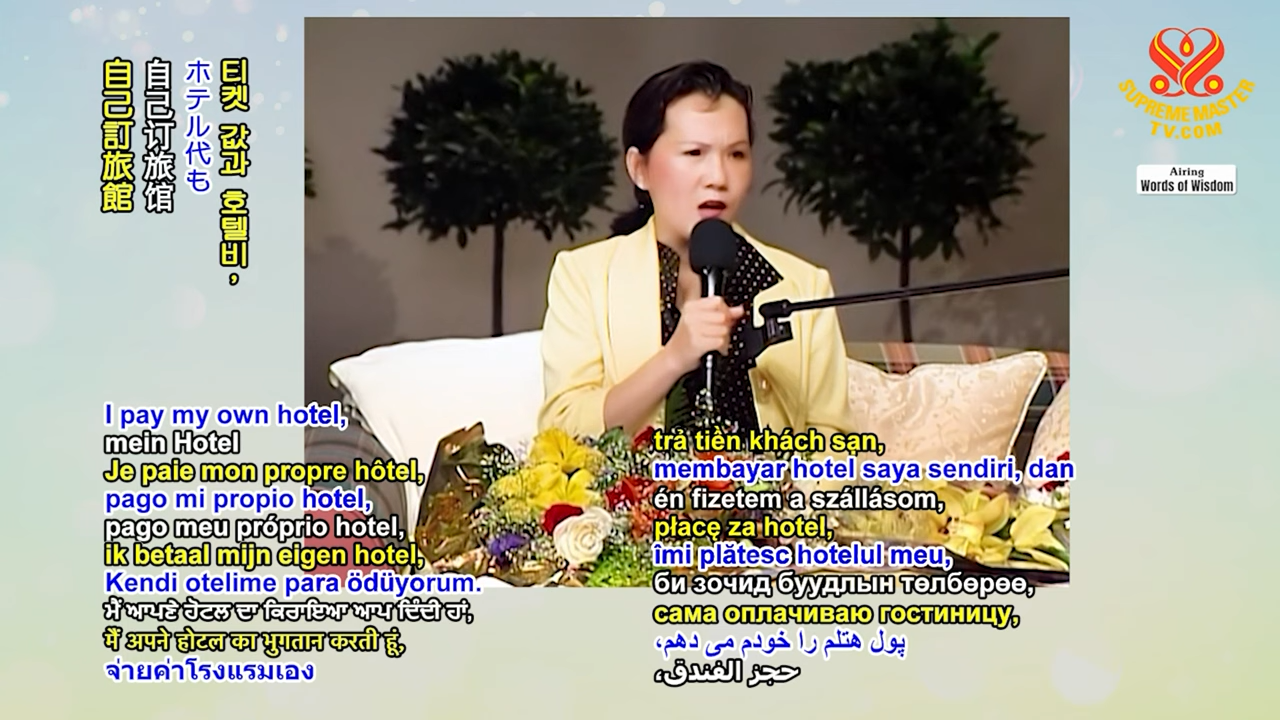 自己訂旅館
自己订旅馆
ホテル代も
티켓 값과 호텔비,
SUPREME MASTER
TV.COM
Airing
Words of Wisdom
I pay my own hotel,
mein Hotel
Je paie mon propre hôtel,
pago mi propio hotel,
pago meu próprio hotel,
ik betaal mijn eigen hotel,
Kendi otelime para ödüyorum.
ਮੈਂ ਆਪਣੇ ਹੋਟਲ ਦਾ ਕਿਰਾਇਆ ਆਪ ਦਿੰਦੀ ਹਾਂ,
मैं अपने होटल का भुगतान करती हूं,
จ่ายค่าโรงแรมเอง
trả tiền khách sạn,
membayar hotel saya sendiri, dan
én fizetem a szállásom,
płacę za hotel,
îmi plătesc hotelul meu,
би зочид буудлын төлбөрөө,
сама оплачиваю гостиницу,
پول هتلم را خودم می دهم،
حجز الفندق،